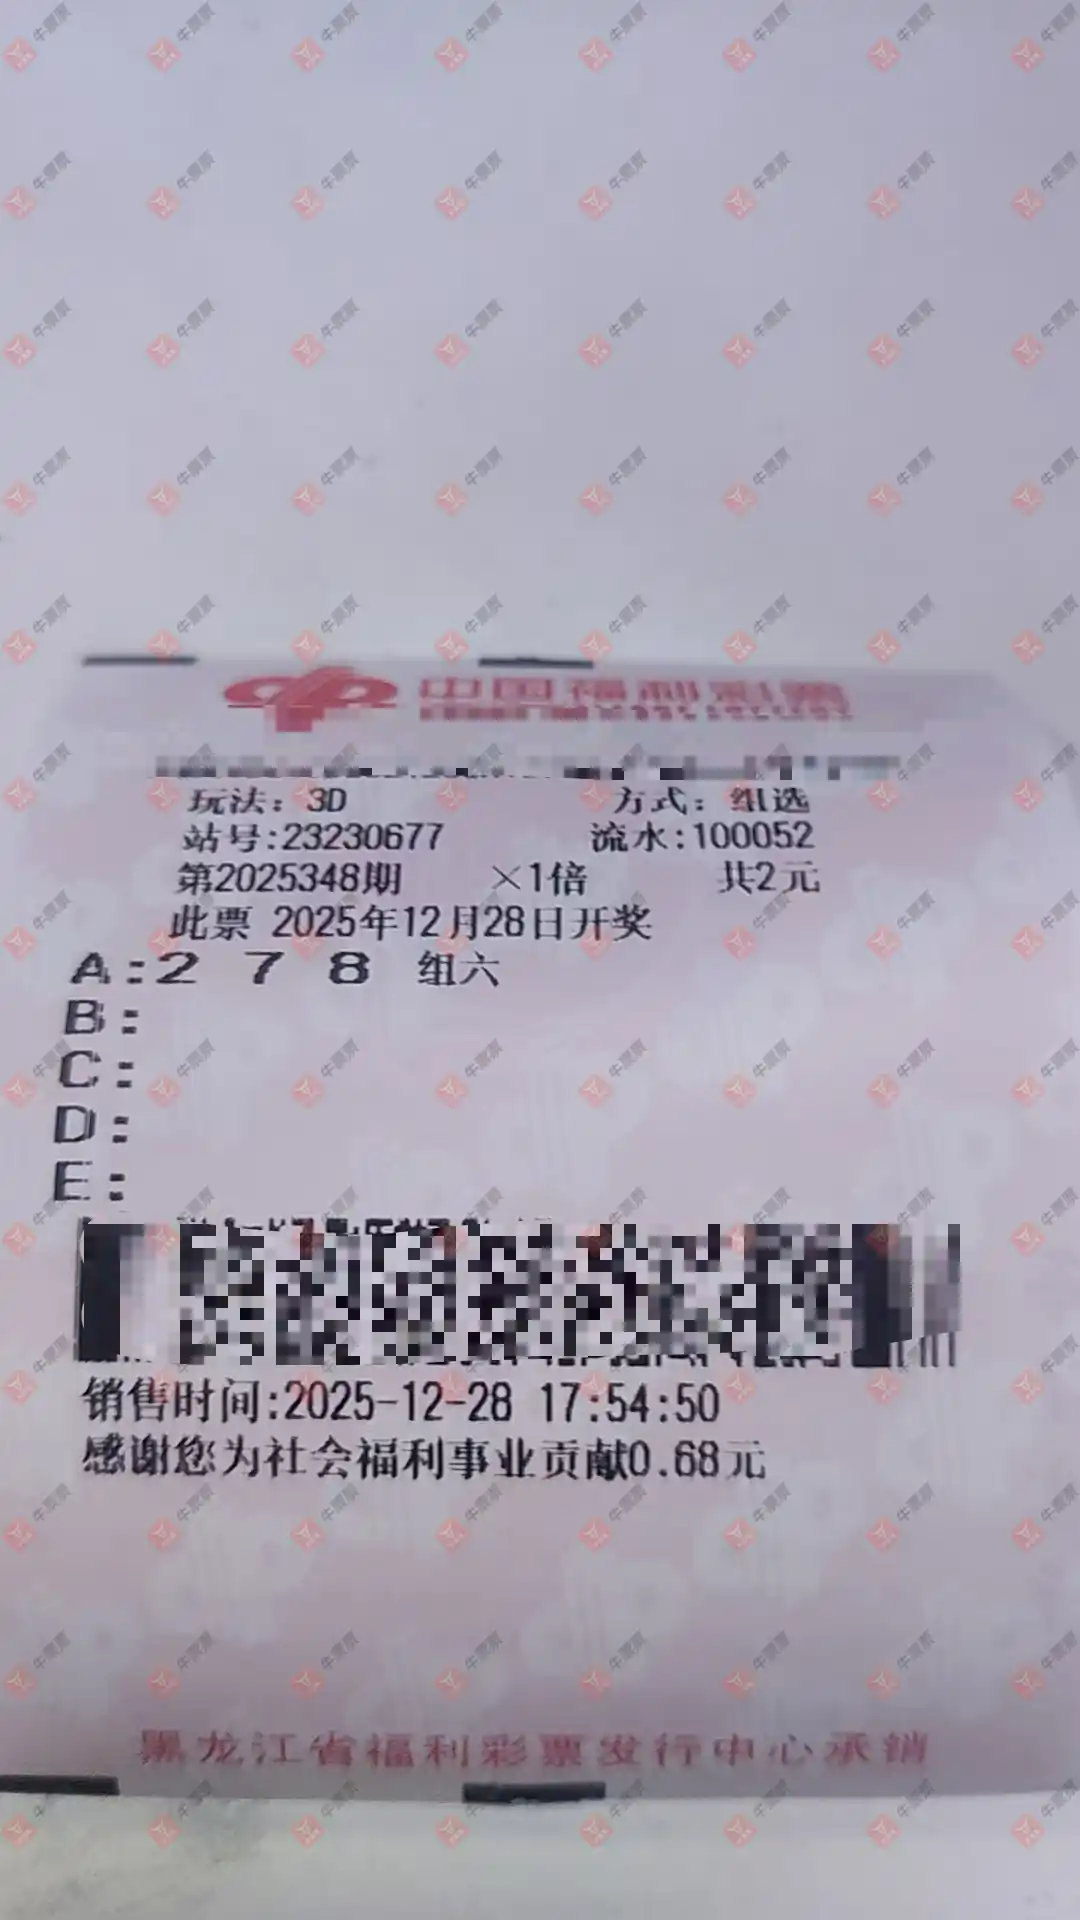 中国福利彩票
玩法：3D 方式：组选
站号:23230677 流水:100052
第2025348期 ×1倍 共2元
此票 2025年12月28日开奖
A:2 7 8 组六
B:
C:
D:
E:
销售时间:2025-12-28 17:54:50
感谢您为社会福利事业贡献0.68元
黑龙江省福利彩票发行中心承销